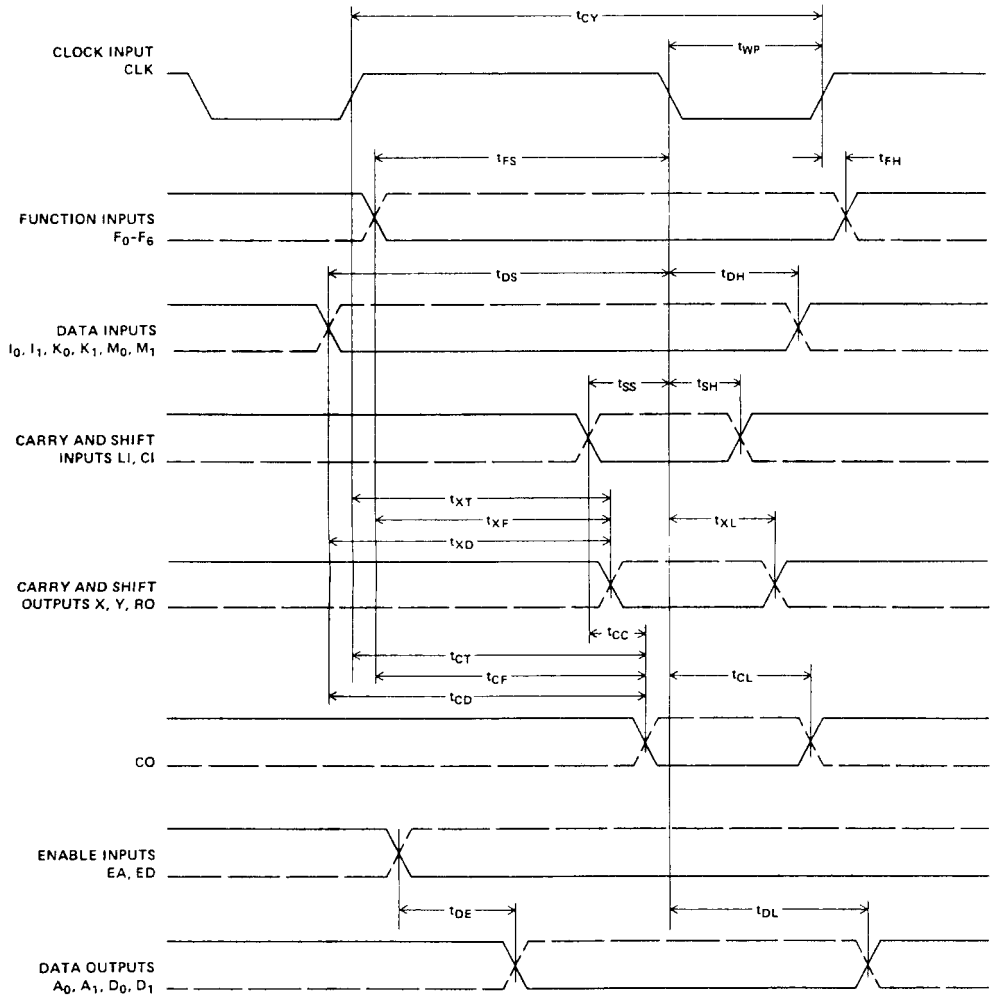 tCY
CLOCK INPUT
CLK
tWP
tFS
tFH
FUNCTION INPUTS
F0-F6
tDS
tDH
DATA INPUTS
I0, I1, K0, K1, M0, M1
tSS
tSH
CARRY AND SHIFT
INPUTS LI, CI
tXT
tXF
tXL
tXD
CARRY AND SHIFT
OUTPUTS X, Y, RO
tCC
tCT
tCF
tCL
tCD
CO
ENABLE INPUTS
EA, ED
tDE
tDL
DATA OUTPUTS
A0, A1, D0, D1